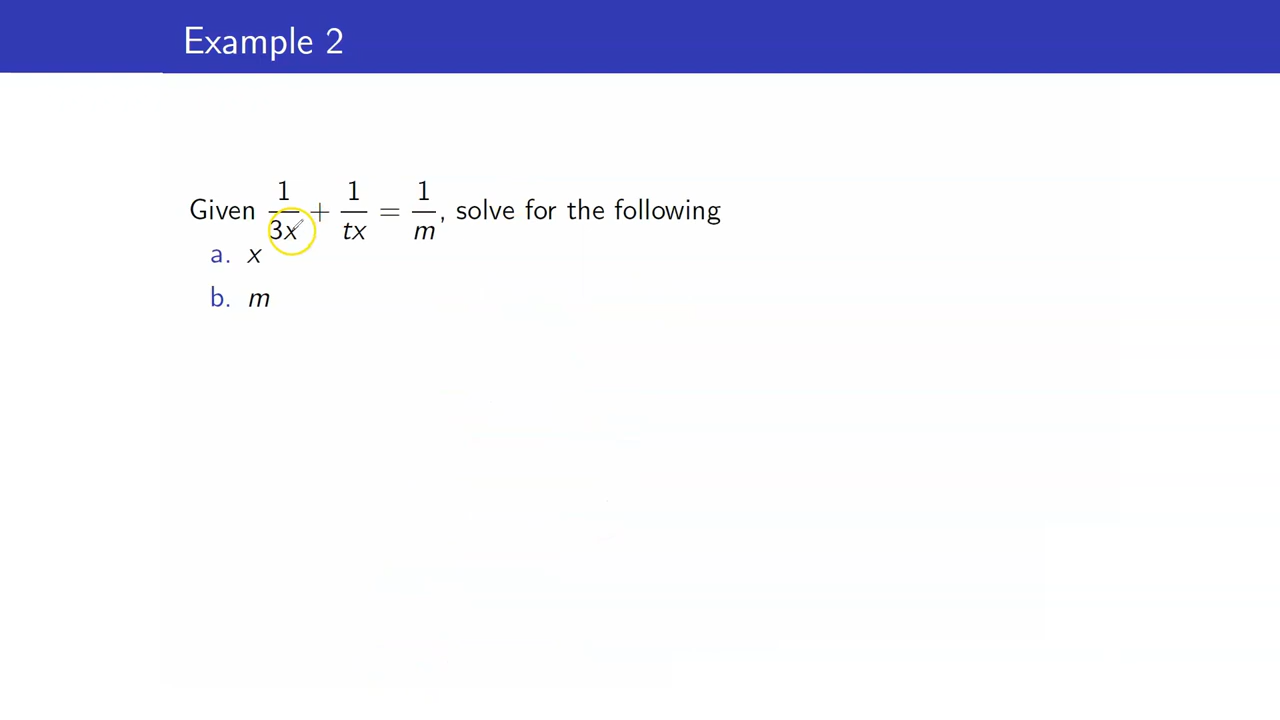 Example 2
Given 1/3x + 1/tx = 1/m, solve for the following
a. x
b. m